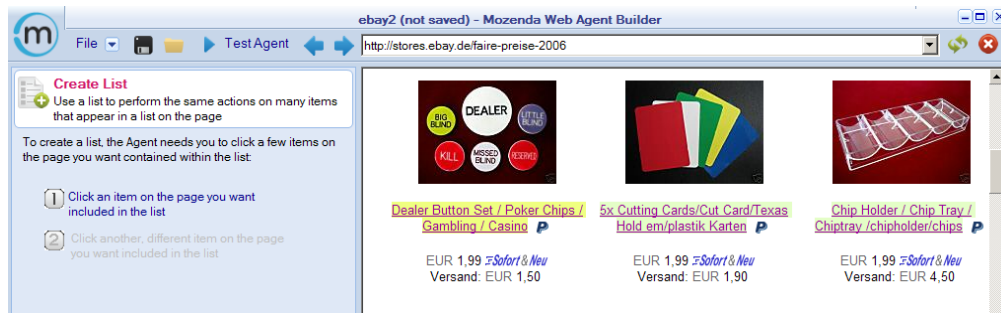 ebay2 (not saved) - Mozenda Web Agent Builder
m
File
Test Agent
http://stores.ebay.de/faire-preise-2006
Create List
Use a list to perform the same actions on many items
that appear in a list on the page
To create a list, the Agent needs you to click a few items on
the page you want contained within the list:
1 Click an item on the page you want
included in the list
2 Click another, different item on the page
you want included in the list
BIG
BLIND
DEALER
LITTLE
BLIND
KILL
MISSED
BLIND
RESERVED
Dealer Button Set / Poker Chips /
Gambling / Casino P
EUR 1,99 Sofort & Neu
Versand: EUR 1,50
5x Cutting Cards/Cut Card/Texas
Hold em/plastik Karten P
EUR 1,99 Sofort & Neu
Versand: EUR 1,90
Chip Holder / Chip Tray /
Chiptray /chipholder/chips P
EUR 1,99 Sofort & Neu
Versand: EUR 4,50